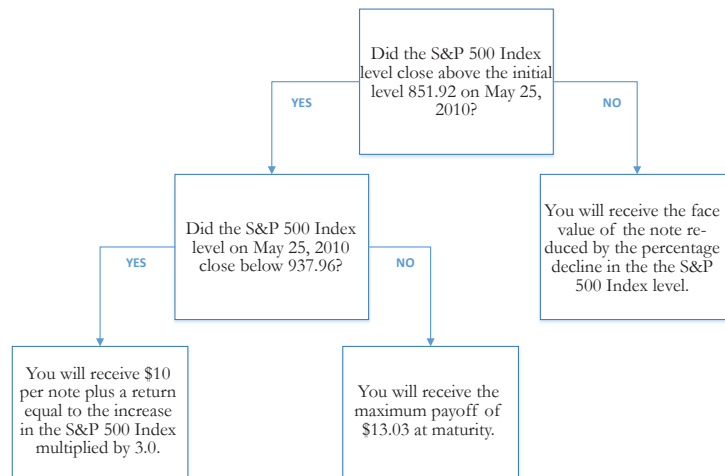 Did the S&P 500 Index
level close above the initial
level 851.92 on May 25,
2010?
YES
NO
Did the S&P 500 Index
level on May 25, 2010
close below 937.96?
You will receive the face
value of the note re-
duced by the percentage
decline in the the S&P
500 Index level.
YES
NO
You will receive $10
per note plus a return
equal to the increase
in the S&P 500 Index
multiplied by 3.0.
You will receive the
maximum payoff of
$13.03 at maturity.